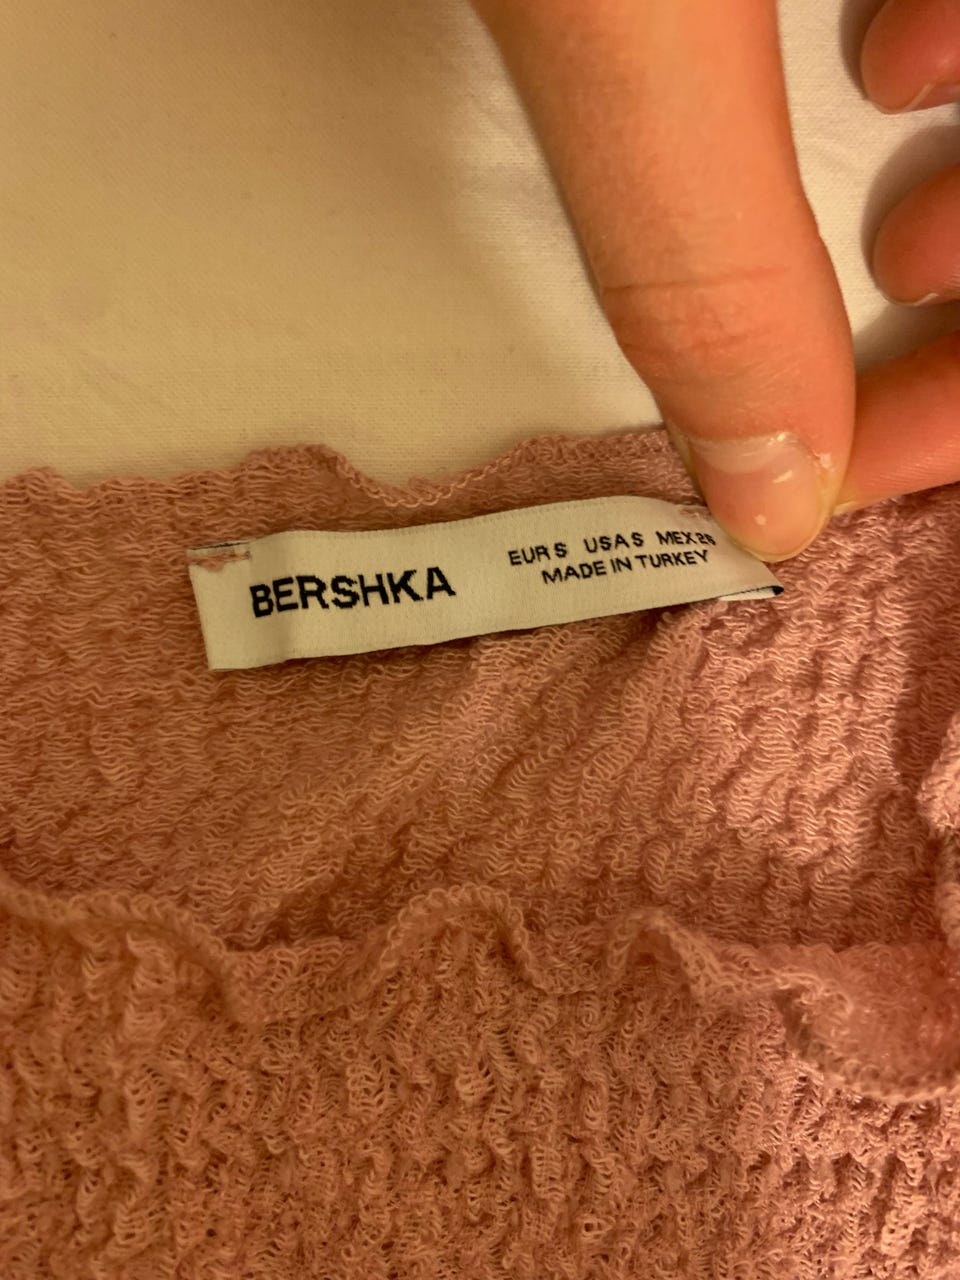 BERSHKA
EUR S USA S MEX 26
MADE IN TURKEY